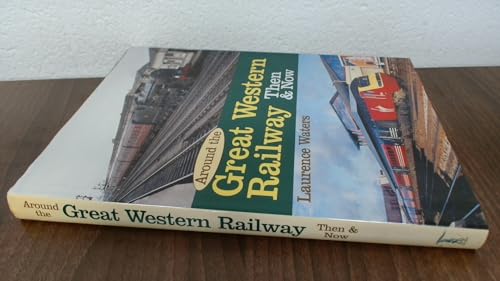 Around the
Great Western
Railway Then
& Now
Laurence Waters
Around
the
Great Western Railway
Then &
Now